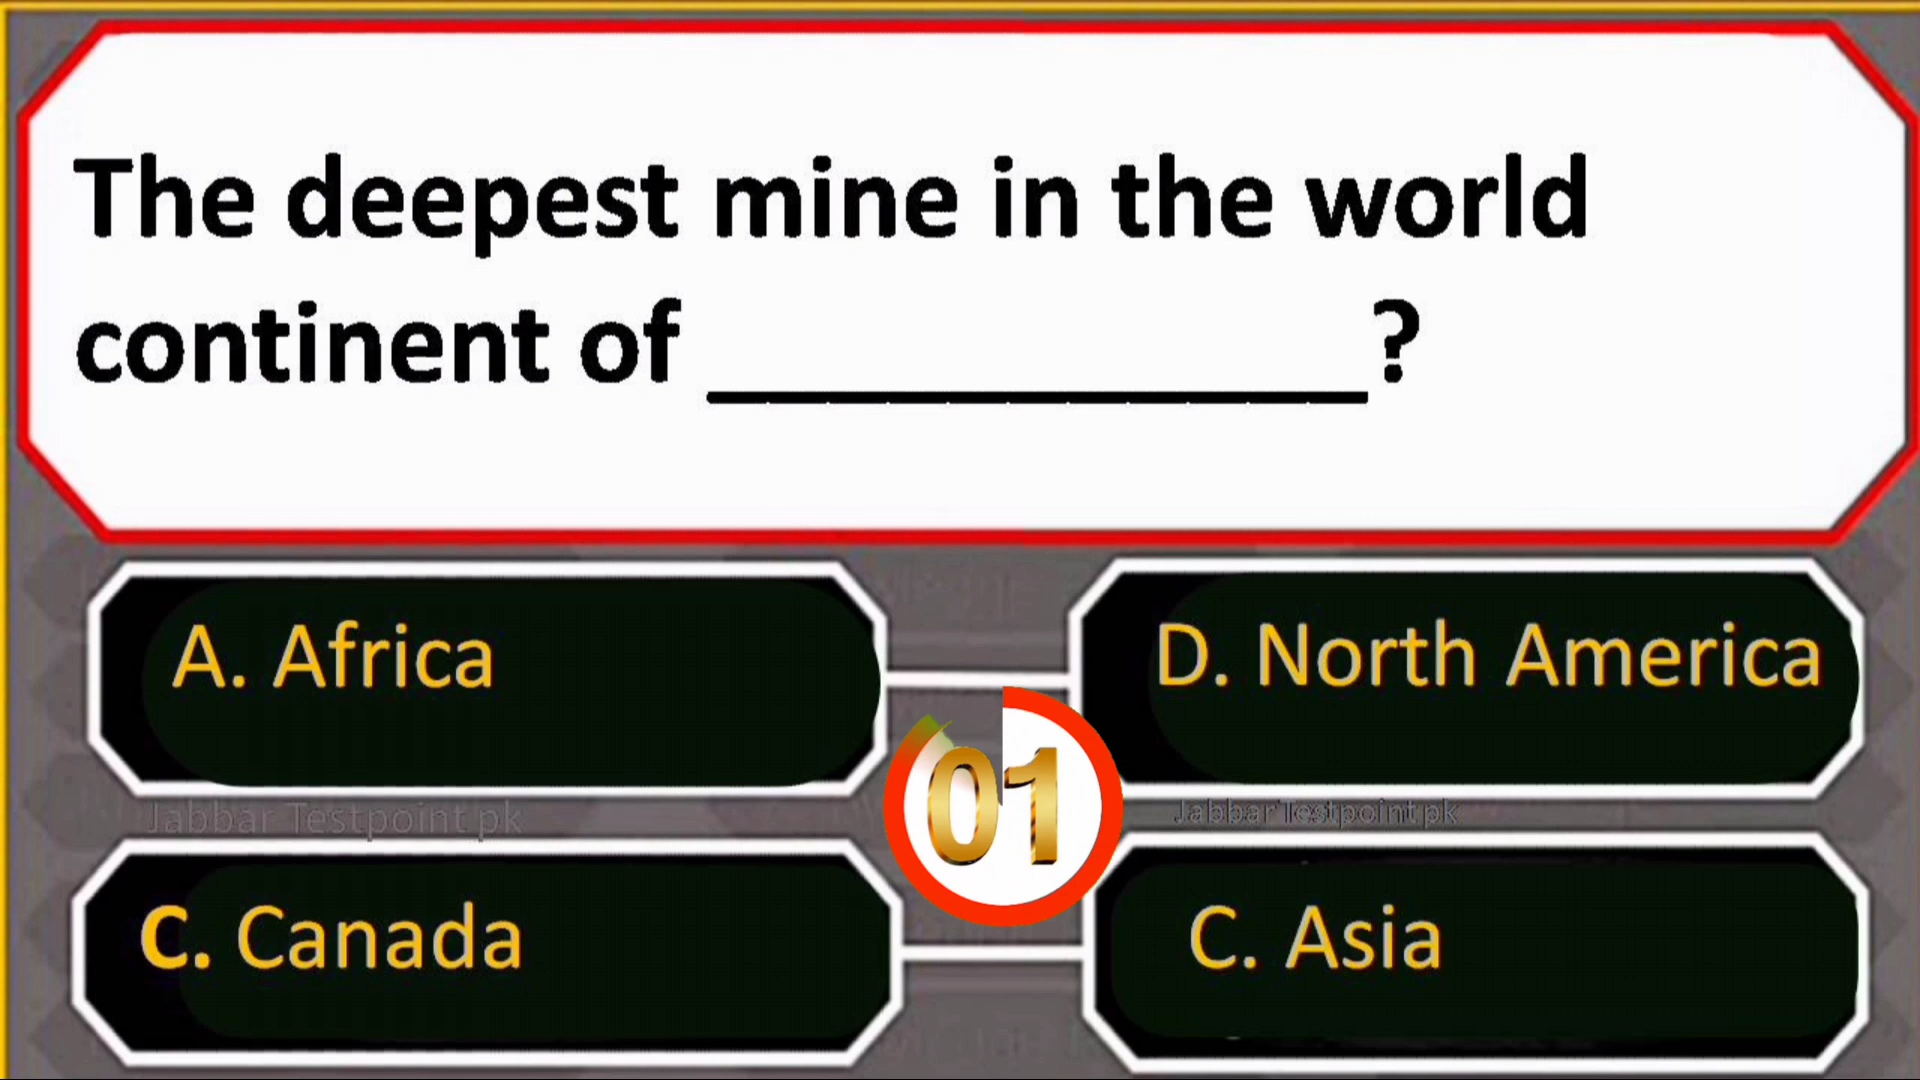 The deepest mine in the world
continent of ___________?
A. Africa
D. North America
01
Jabbar Testpoint pk
Jabbar Testpoint pk
C. Canada
C. Asia